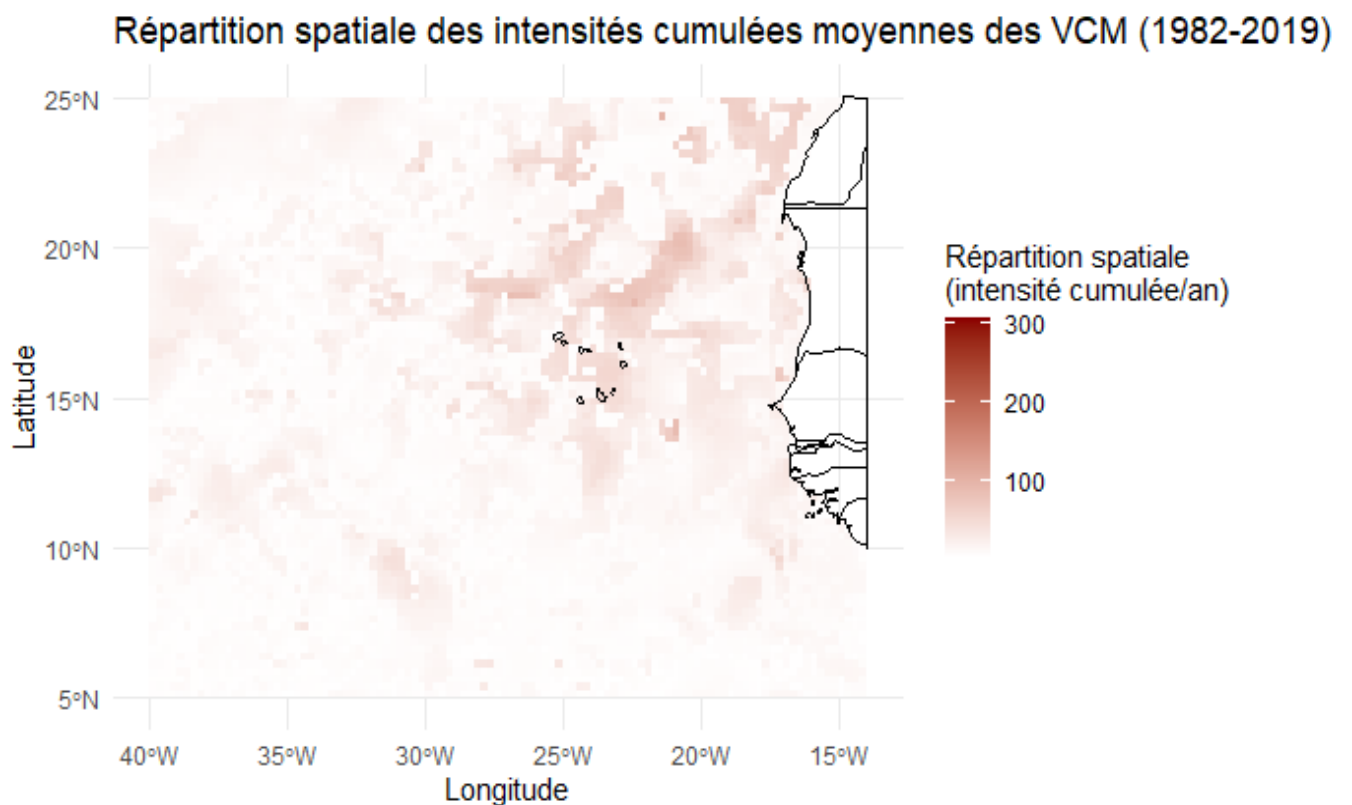 Répartition spatiale des intensités cumulées moyennes des VCM (1982-2019)
25°N
20°N
15°N
10°N
5°N
Latitude
40°W 35°W 30°W 25°W 20°W 15°W
Longitude
Répartition spatiale
(intensité cumulée/an)
300
200
100